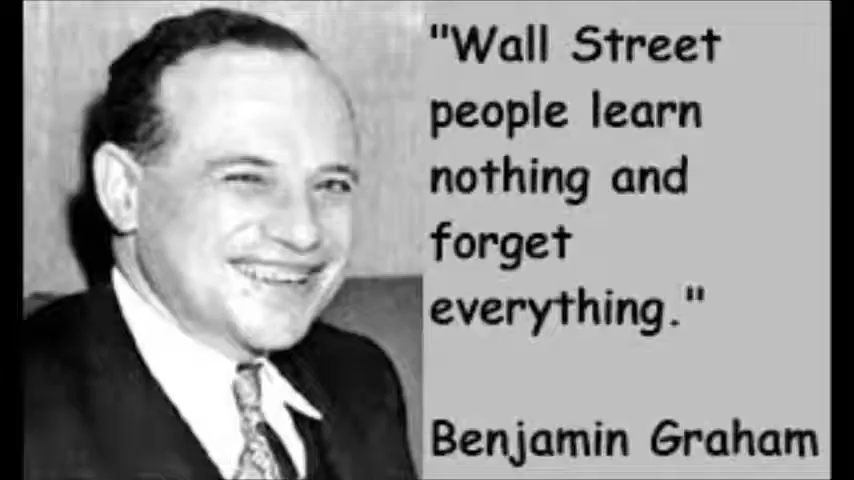 "Wall Street
people learn
nothing and
forget
everything."
Benjamin Graham